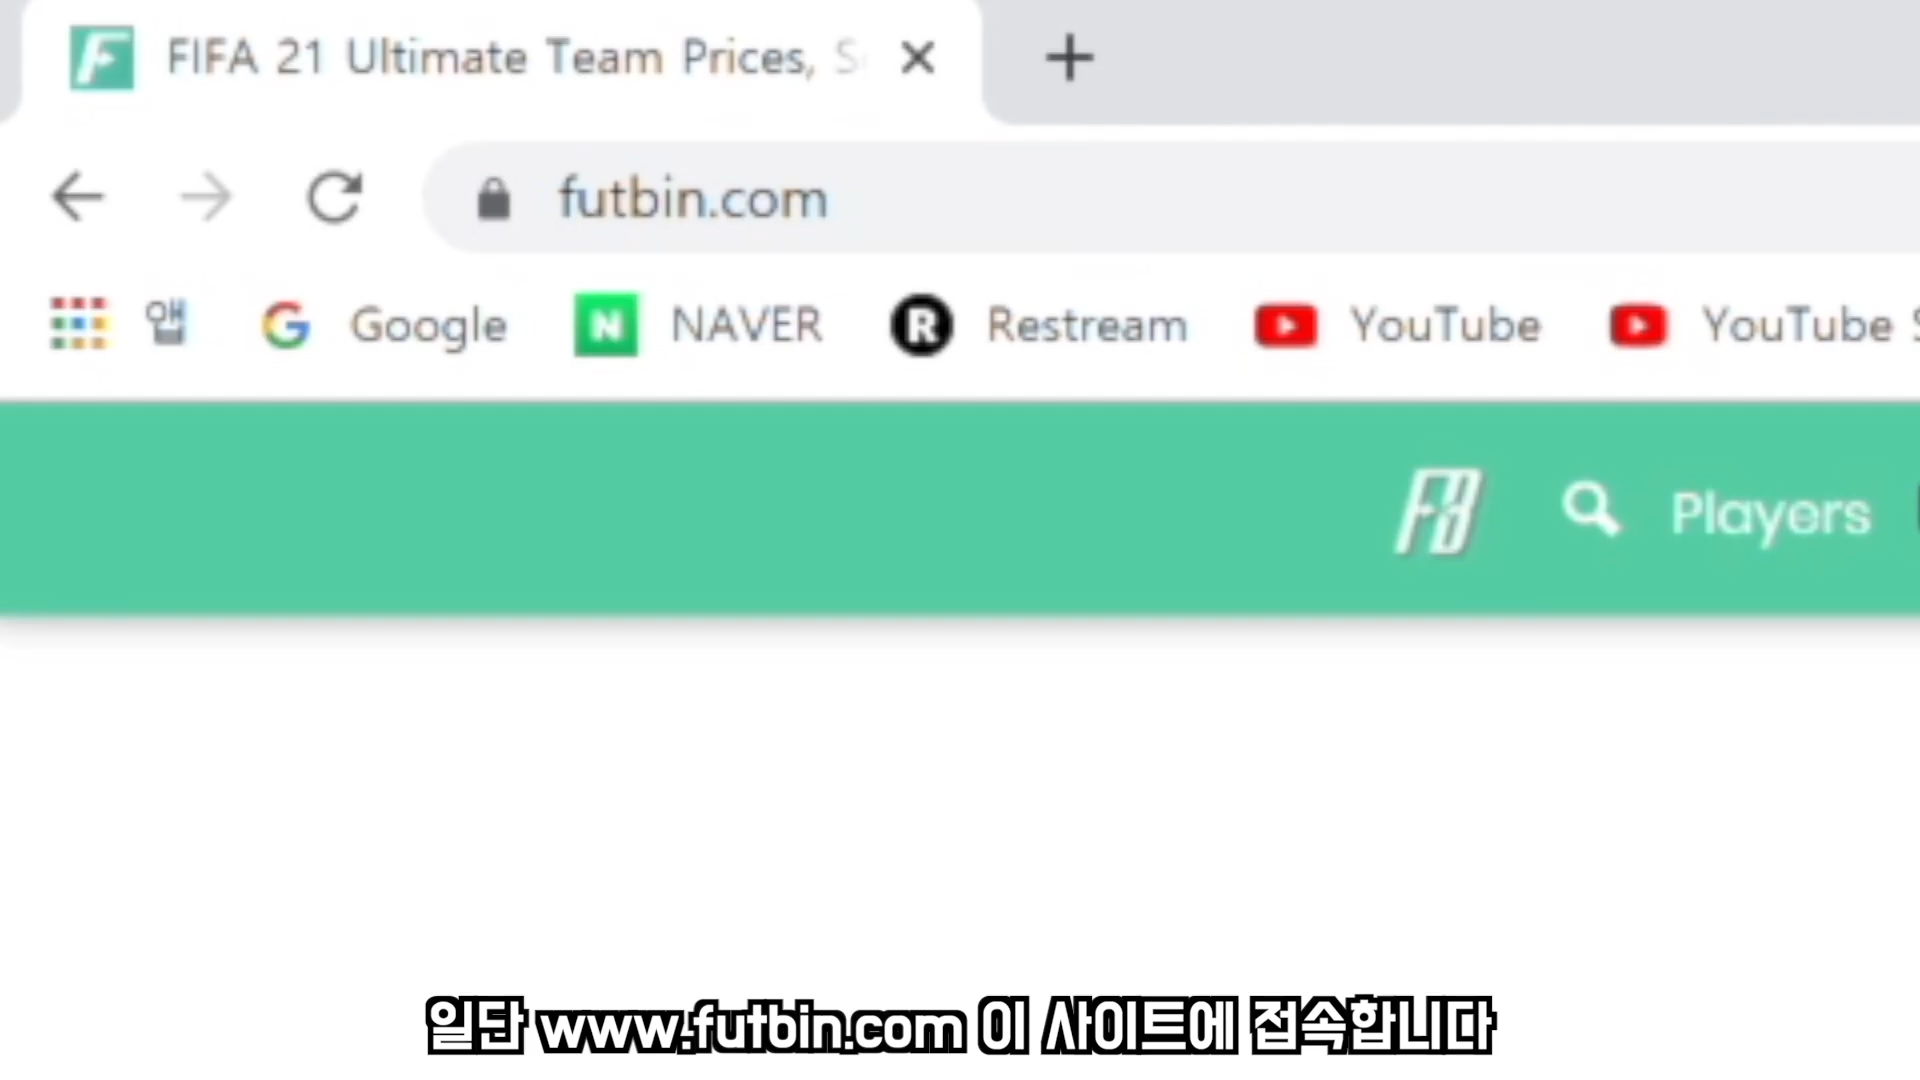 FIFA 21 Ultimate Team Prices,
futbin.com
앱 Google NAVER Restream YouTube YouTube
FB Players
일단 www.futbin.com 이 사이트에 접속합니다